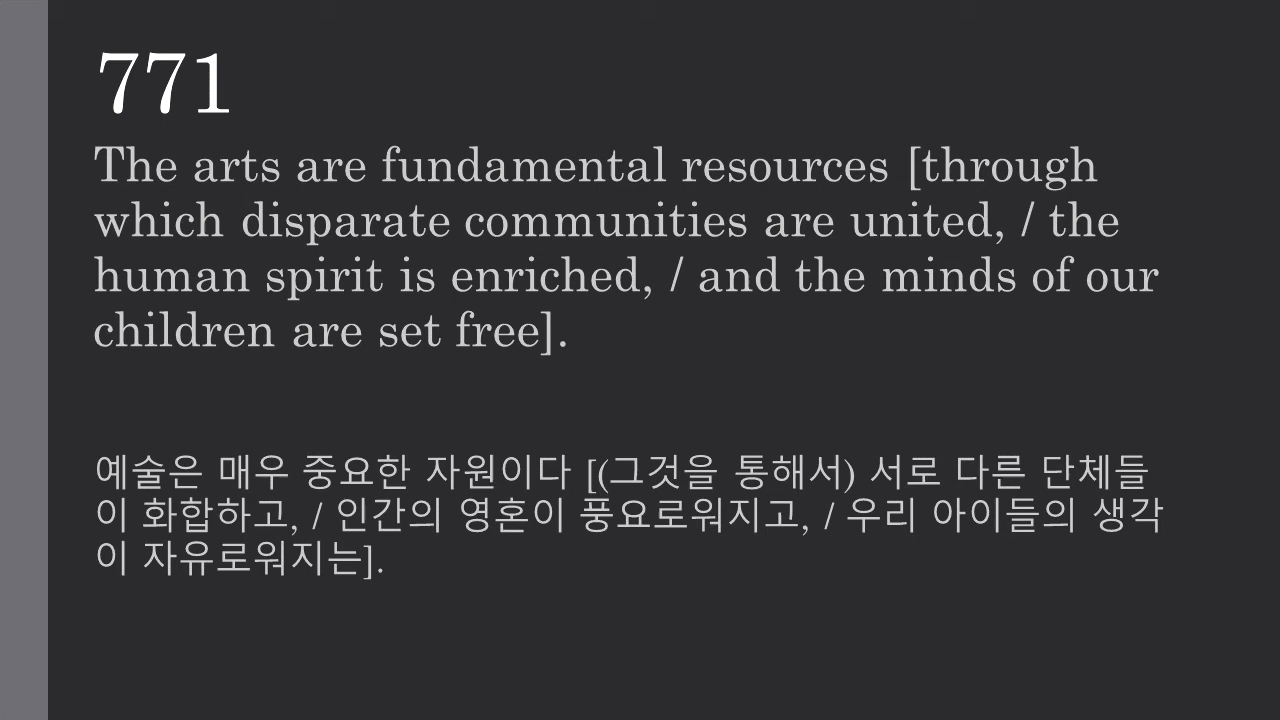 771
The arts are fundamental resources [through
which disparate communities are united, / the
human spirit is enriched, / and the minds of our
children are set free].
예술은 매우 중요한 자원이다 [(그것을 통해서) 서로 다른 단체들
이 화합하고, / 인간의 영혼이 풍요로워지고, / 우리 아이들의 생각
이 자유로워지는].